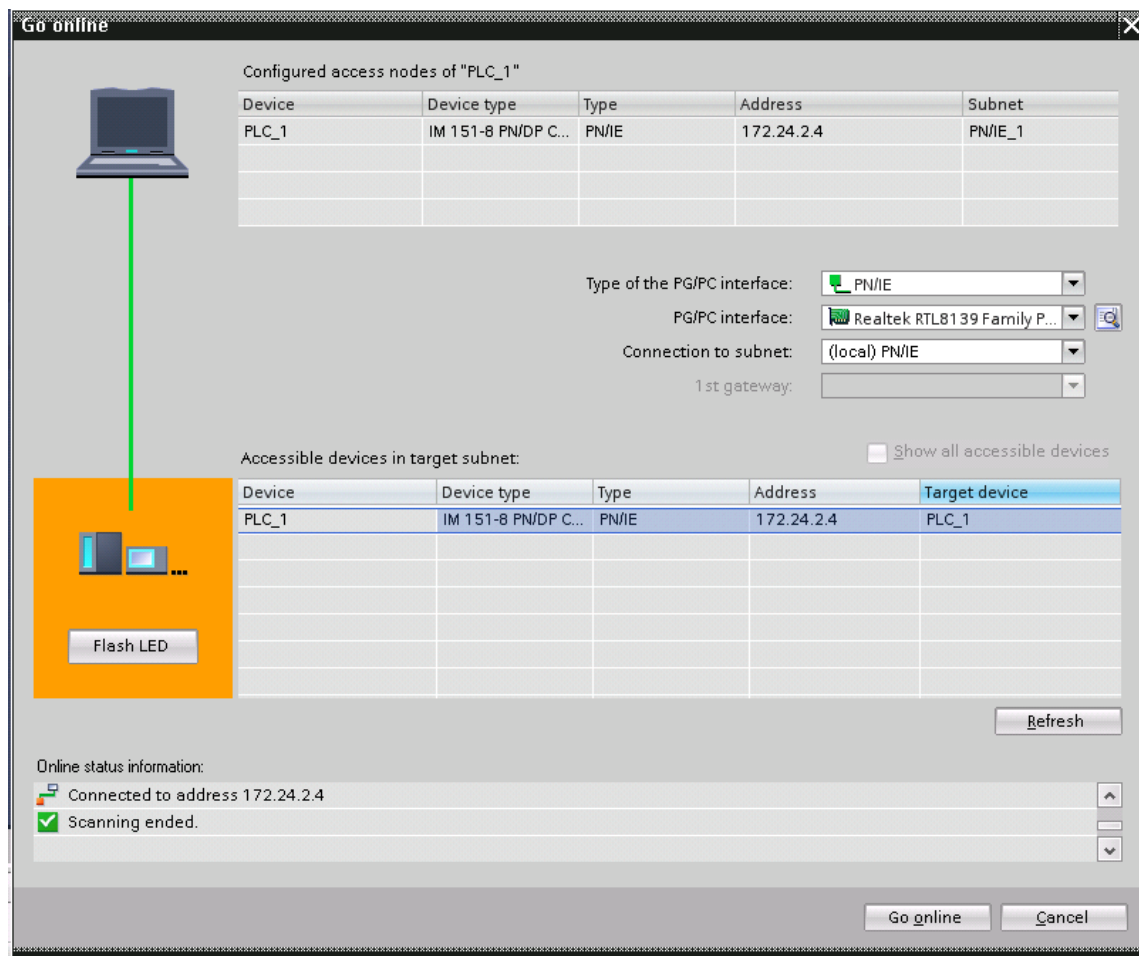 Go online
Configured access nodes of "PLC_1"
Device Device type Type Address Subnet
PLC_1 IM 151-8 PN/DP C... PN/IE 172.24.2.4 PN/IE_1
Type of the PG/PC interface: PN/IE
PG/PC interface: Realtek RTL8139 Family P...
Connection to subnet: (local) PN/IE
1st gateway:
Accessible devices in target subnet: Show all accessible devices
Device Device type Type Address Target device
PLC_1 IM 151-8 PN/DP C... PN/IE 172.24.2.4 PLC_1
Flash LED
Refresh
Online status information:
Connected to address 172.24.2.4
Scanning ended.
Go online Cancel